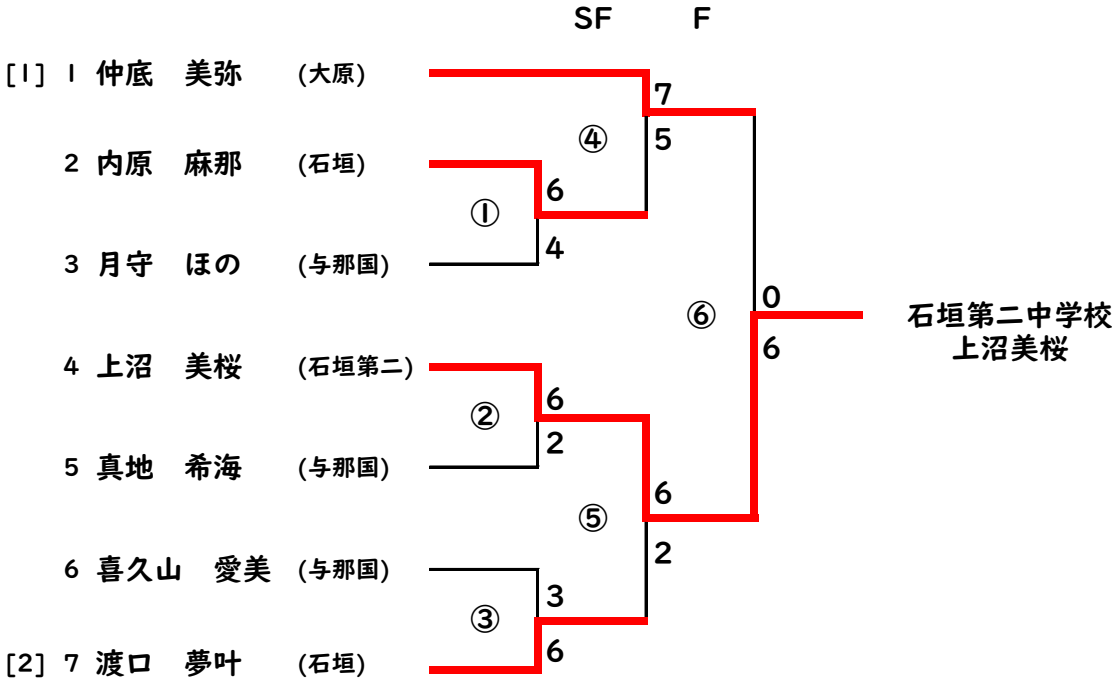 SF F
[1] 1 仲底 美弥 (大原)
7
④ 5
2 内原 麻那 (石垣)
6
①
4
3 月守 ほの (与那国)
0
⑥ 石垣第二中学校
6 上沼美桜
4 上沼 美桜 (石垣第二)
6
②
2
5 真地 希海 (与那国)
6
⑤
2
6 喜久山 愛美 (与那国)
3
③
6
[2] 7 渡口 夢叶 (石垣)